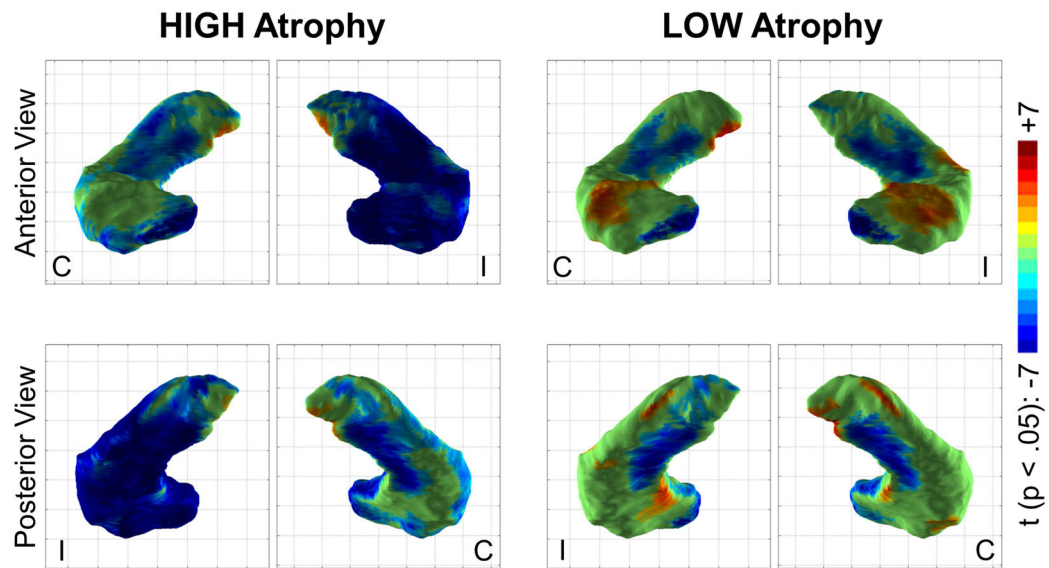 HIGH Atrophy
LOW Atrophy
Anterior View
C
I
C
I
t (p < .05): -7
+7
Posterior View
I
C
I
C